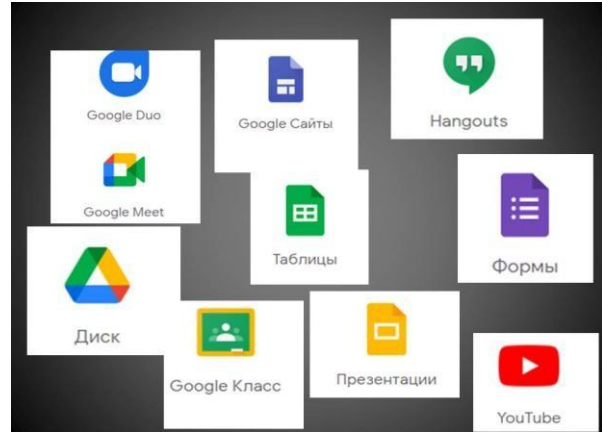 Google Duo
Google Сайты
Hangouts
Google Meet
Таблицы
Формы
Диск
Google Класс
Презентации
YouTube